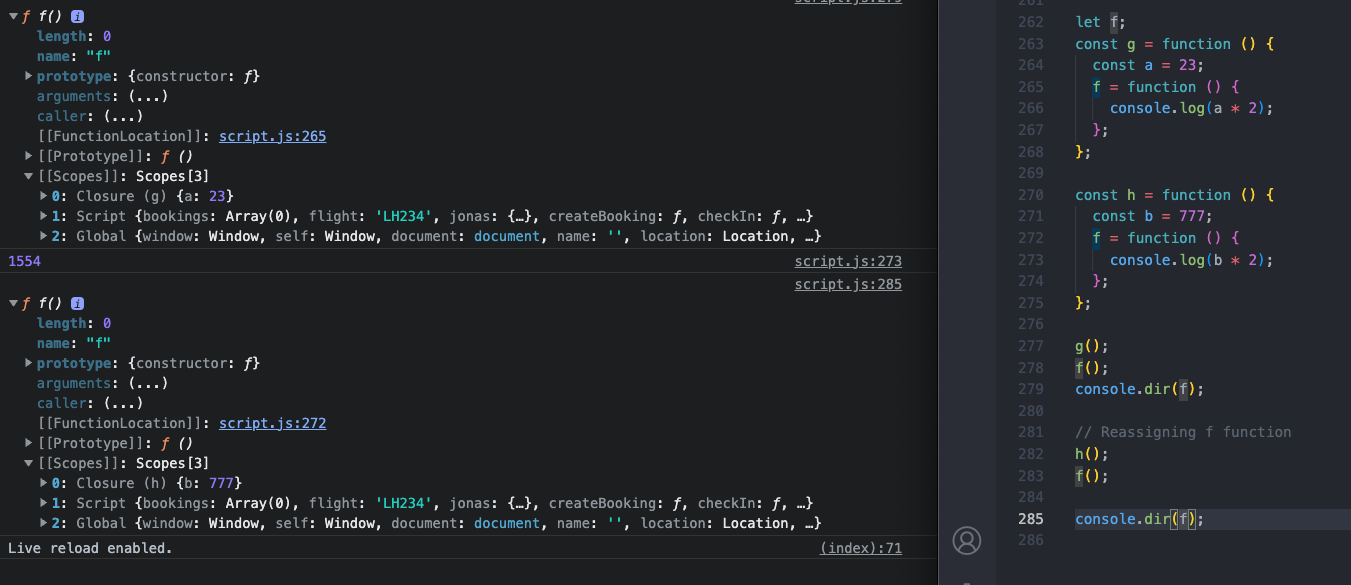 script.js:279
ƒ f() i
length: 0
name: "f"
prototype: {constructor: ƒ}
arguments: (...)
caller: (...)
[[FunctionLocation]]: script.js:265
[[Prototype]]: ƒ ()
[[Scopes]]: Scopes[3]
0: Closure (g) {a: 23}
1: Script {bookings: Array(0), flight: 'LH234', jonas: {…}, createBooking: ƒ, checkIn: ƒ, …}
2: Global {window: Window, self: Window, document: document, name: '', location: Location, …}
1554 script.js:273
script.js:285
ƒ f() i
length: 0
name: "f"
prototype: {constructor: ƒ}
arguments: (...)
caller: (...)
[[FunctionLocation]]: script.js:272
[[Prototype]]: ƒ ()
[[Scopes]]: Scopes[3]
0: Closure (h) {b: 777}
1: Script {bookings: Array(0), flight: 'LH234', jonas: {…}, createBooking: ƒ, checkIn: ƒ, …}
2: Global {window: Window, self: Window, document: document, name: '', location: Location, …}
Live reload enabled. (index):71
261
262 let f;
263 const g = function () {
264 const a = 23;
265 f = function () {
266 console.log(a * 2);
267 };
268 };
269
270 const h = function () {
271 const b = 777;
272 f = function () {
273 console.log(b * 2);
274 };
275 };
276
277 g();
278 f();
279 console.dir(f);
280
281 // Reassigning f function
282 h();
283 f();
284
285 console.dir(f);
286